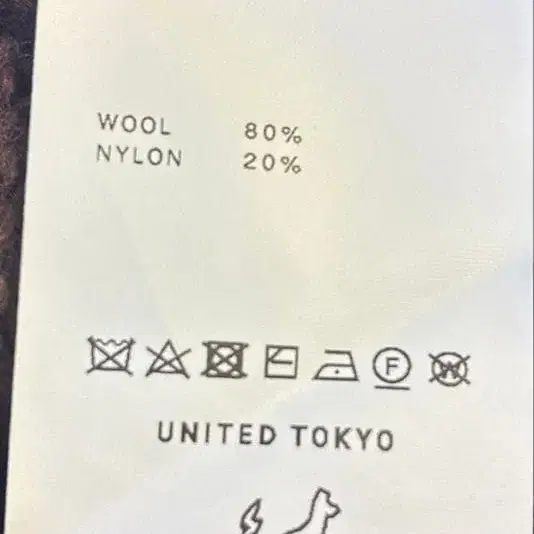 WOOL 80%
NYLON 20%
F W
UNITED TOKYO